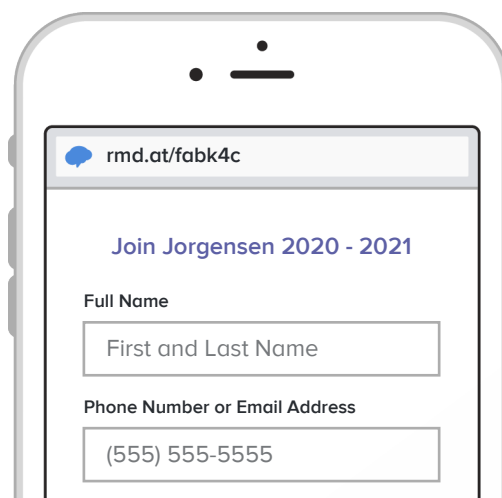 rmd.at/fabk4c
Join Jorgensen 2020 - 2021
Full Name
First and Last Name
Phone Number or Email Address
(555) 555-5555